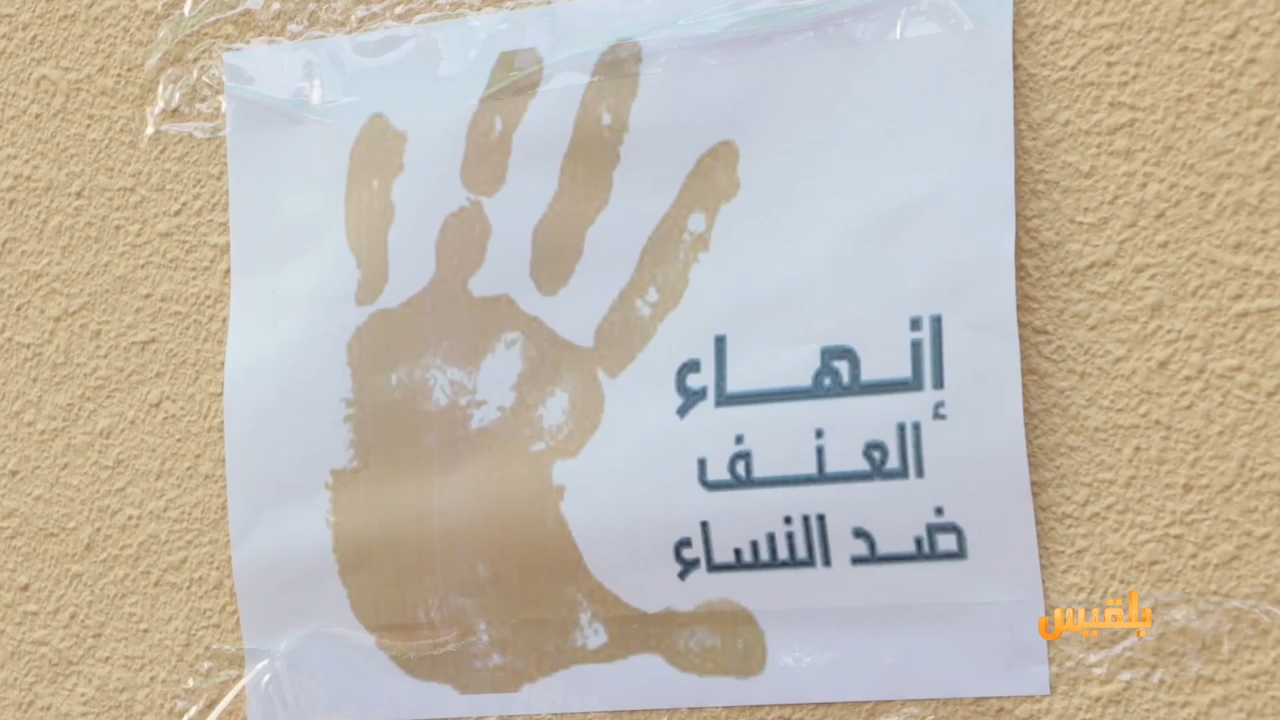 إنهاء
العنف
ضد النساء
بلقيس